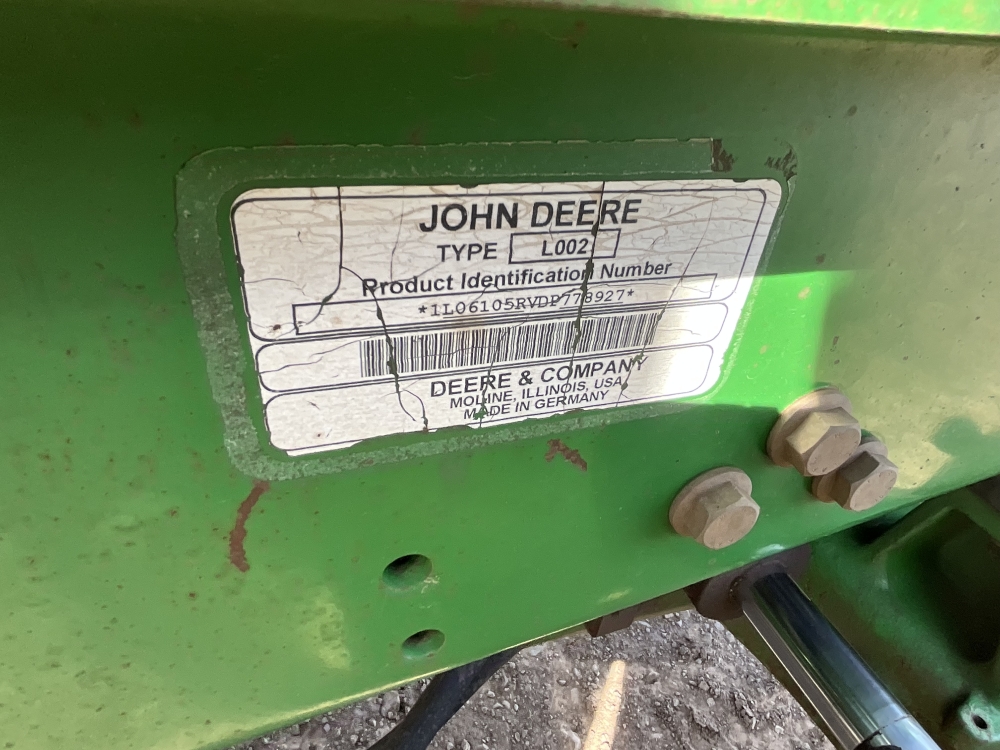 JOHN DEERE
TYPE L002
Product Identification Number
*1L06105RVDP778927*
DEERE & COMPANY
MOLINE, ILLINOIS, USA
MADE IN GERMANY